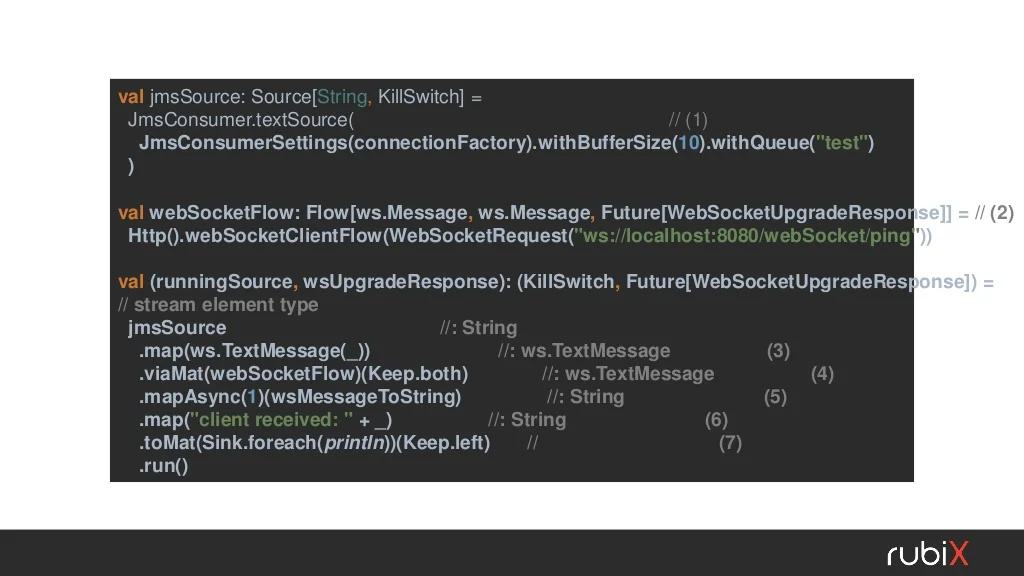 val jmsSource: Source[String, KillSwitch] =
JmsConsumer.textSource( // (1)
JmsConsumerSettings(connectionFactory).withBufferSize(10).withQueue("test")
)
val webSocketFlow: Flow[ws.Message, ws.Message, Future[WebSocketUpgradeResponse]] = // (2)
Http().webSocketClientFlow(WebSocketRequest("ws://localhost:8080/webSocket/ping"))
val (runningSource, wsUpgradeResponse): (KillSwitch, Future[WebSocketUpgradeResponse]) =
// stream element type
jmsSource //: String
.map(ws.TextMessage(_)) //: ws.TextMessage (3)
.viaMat(webSocketFlow)(Keep.both) //: ws.TextMessage (4)
.mapAsync(1)(wsMessageToString) //: String (5)
.map("client received: " + _) //: String (6)
.toMat(Sink.foreach(println))(Keep.left) // (7)
.run()
rubiX